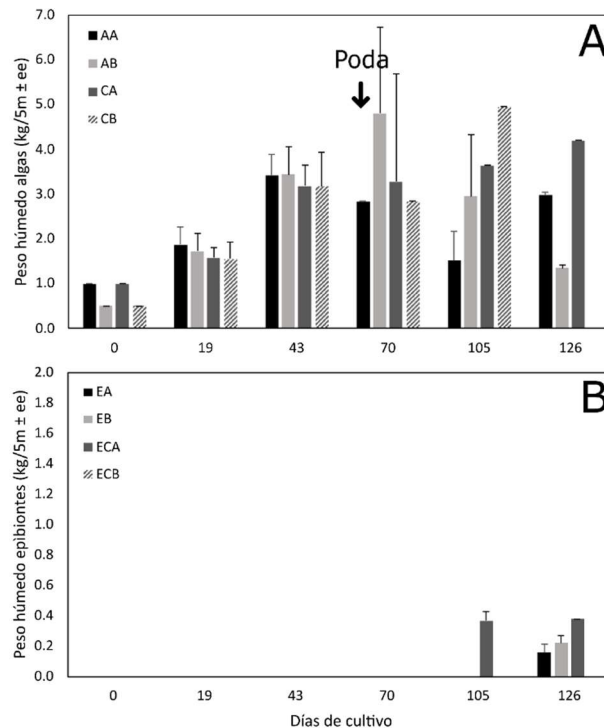 Peso húmedo algas (kg/5m ± ee)
7.0
6.0
5.0
4.0
3.0
2.0
1.0
0.0
AA
AB
CA
CB
Poda
A
0 19 43 70 105 126
Peso húmedo epibiontes (kg/5m ± ee)
2.0
1.8
1.6
1.4
1.2
1.0
0.8
0.6
0.4
0.2
0.0
EA
EB
ECA
ECB
B
0 19 43 70 105 126
Días de cultivo